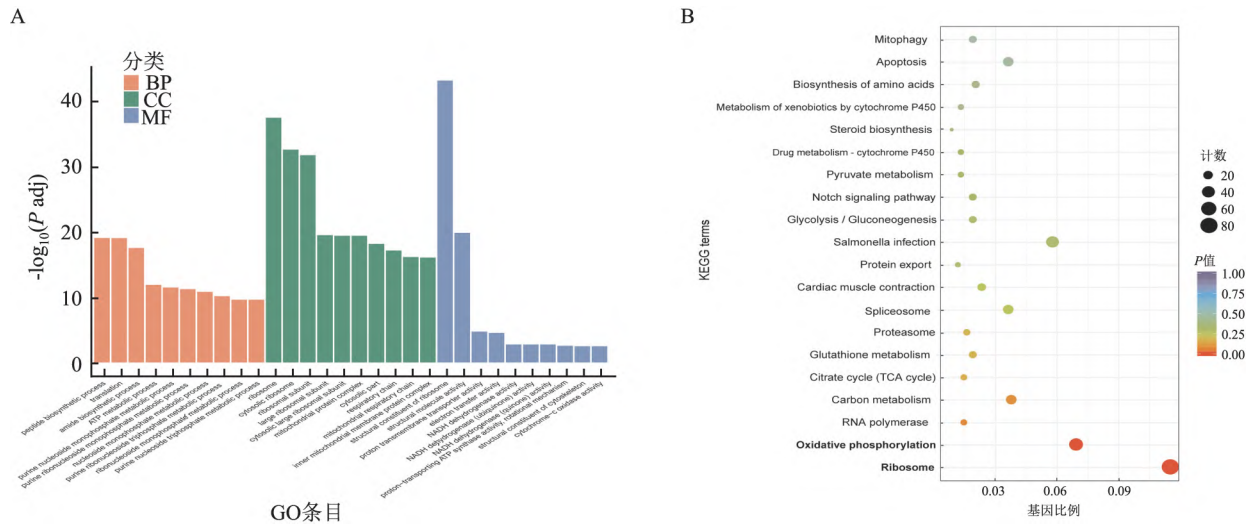 A
分类
BP
CC
MF
40
30
20
10
0
-log10(P adj)
peptide biosynthetic process
translation
amide biosynthetic process
ATP metabolic process
purine nucleoside monophosphate metabolic process
nucleoside monophosphate metabolic process
purine ribonucleoside monophosphate metabolic process
purine ribonucleoside triphosphate metabolic process
ribonucleoside triphosphate metabolic process
purine nucleoside triphosphate metabolic process
ribosome
cytosolic ribosome
ribosomal subunit
large ribosomal subunit
cytosolic large ribosomal subunit
mitochondrial protein complex
cytosolic part
respiratory chain
mitochondrial respiratory chain
inner mitochondrial membrane protein complex
structural constituent of ribosome
structural molecule activity
proton transmembrane transporter activity
electron transfer activity
NADH dehydrogenase activity
NADH dehydrogenase (ubiquinone) activity
NADH dehydrogenase (quinone) activity
proton-transporting ATP synthase activity, rotational mechanism
structural constituent of cytoskeleton
cytochrome-c oxidase activity
GO条目
B
KEGG terms
Mitophagy
Apoptosis
Biosynthesis of amino acids
Metabolism of xenobiotics by cytochrome P450
Steroid biosynthesis
Drug metabolism - cytochrome P450
Pyruvate metabolism
Notch signaling pathway
Glycolysis / Gluconeogenesis
Salmonella infection
Protein export
Cardiac muscle contraction
Spliceosome
Proteasome
Glutathione metabolism
Citrate cycle (TCA cycle)
Carbon metabolism
RNA polymerase
Oxidative phosphorylation
Ribosome
0.03 0.06 0.09
基因比例
计数
20
40
60
80
P值
1.00
0.75
0.50
0.25
0.00